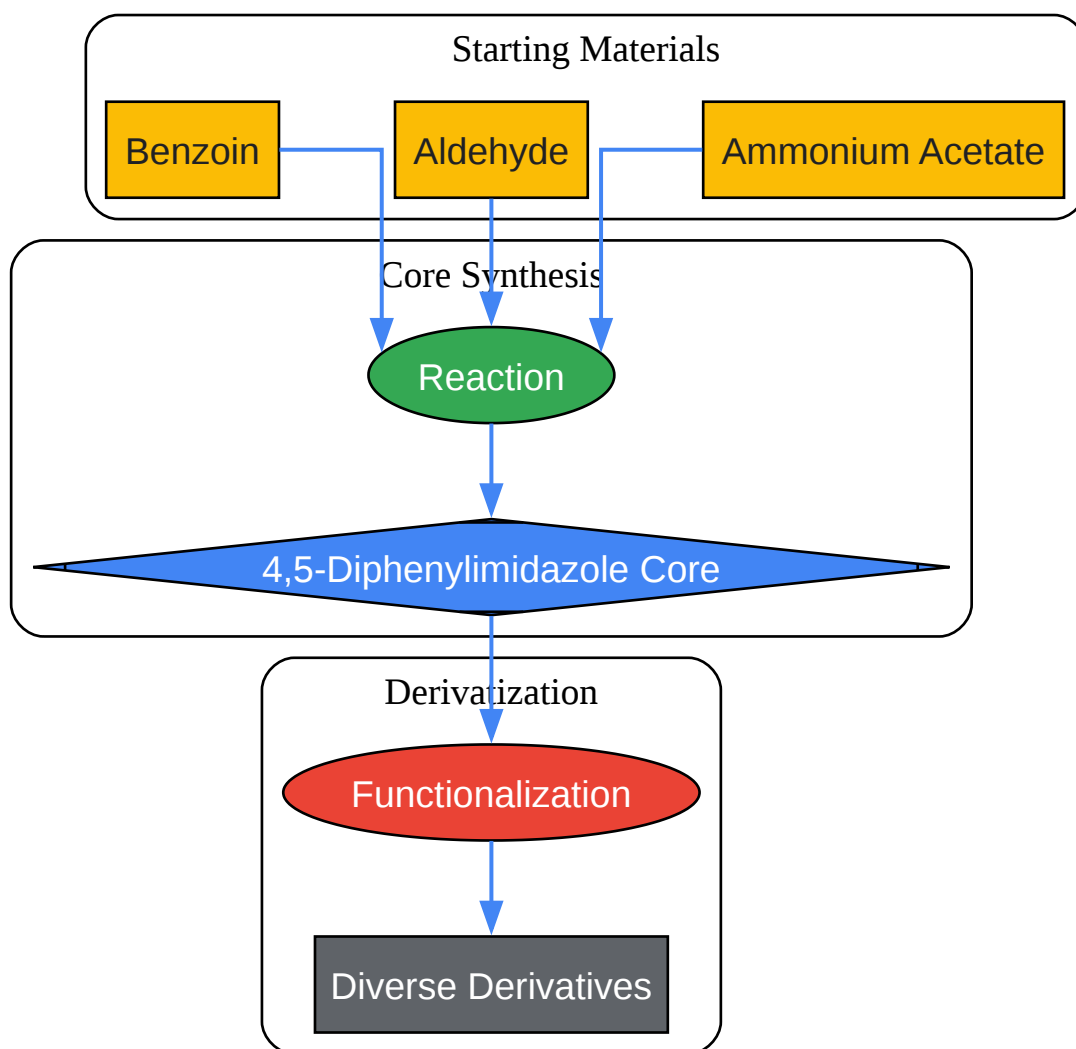 Starting Materials
Benzoin
Aldehyde
Ammonium Acetate
Core Synthesis
Reaction
4,5-Diphenylimidazole Core
Derivatization
Functionalization
Diverse Derivatives